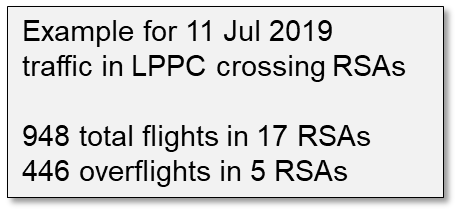 Example for 11 Jul 2019
traffic in LPPC crossing RSAs
948 total flights in 17 RSAs
446 overflights in 5 RSAs